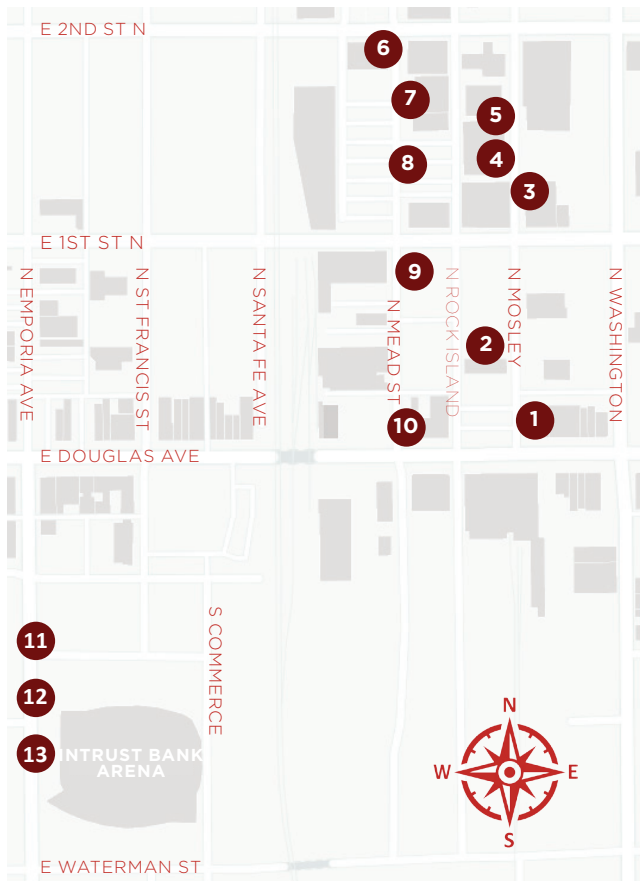 E 2ND ST N
6
7
5
8
4
3
E 1ST ST N
9
N EMPORIA AVE
N ST FRANCIS ST
N SANTA FE AVE
N MEAD ST
N ROCK ISLAND
N MOSLEY
N WASHINGTON
2
1
10
E DOUGLAS AVE
11
S COMMERCE
12
13
INTRUST BANK
ARENA
N
W
E
S
E WATERMAN ST